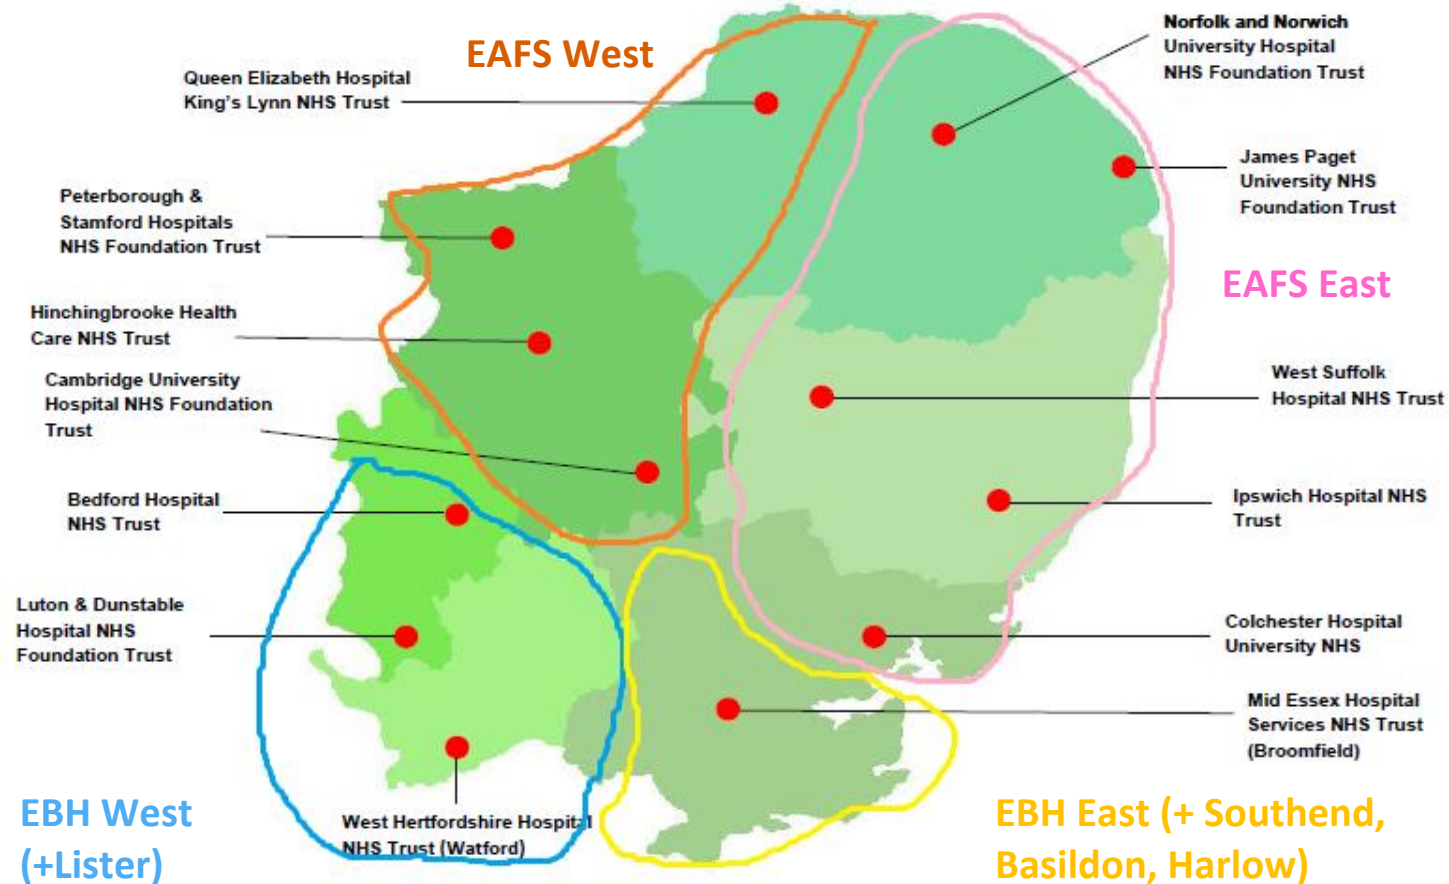 EAFS West
Queen Elizabeth Hospital
King's Lynn NHS Trust
Peterborough &
Stamford Hospitals
NHS Foundation Trust
Hinchingbrooke Health
Care NHS Trust
Cambridge University
Hospital NHS Foundation
Trust
Bedford Hospital
NHS Trust
Luton & Dunstable
Hospital NHS
Foundation Trust
EBH West
(+Lister)
West Hertfordshire Hospital
NHS Trust (Watford)
Norfolk and Norwich
University Hospital
NHS Foundation Trust
James Paget
University NHS
Foundation Trust
EAFS East
West Suffolk
Hospital NHS Trust
Ipswich Hospital NHS
Trust
Colchester Hospital
University NHS
Mid Essex Hospital
Services NHS Trust
(Broomfield)
EBH East (+ Southend,
Basildon, Harlow)